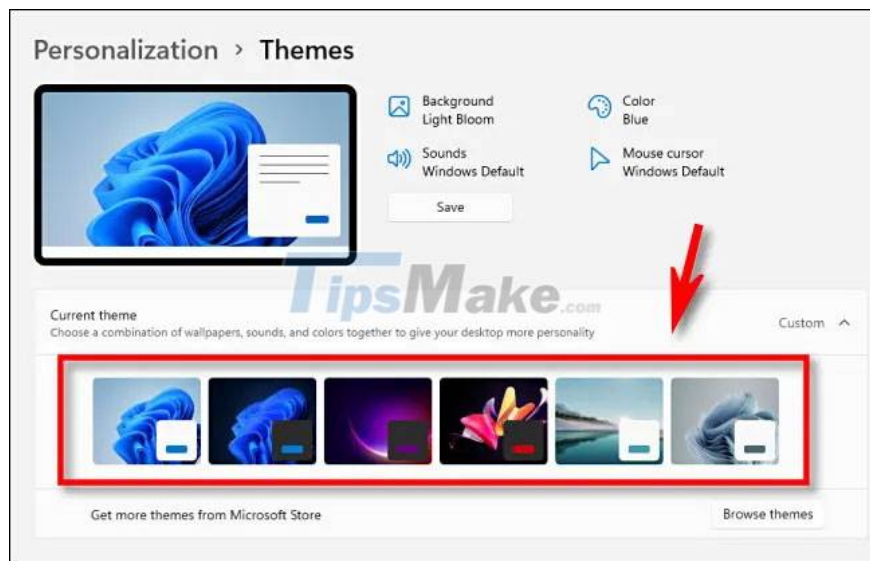 Personalization > Themes
Background
Light Bloom
Color
Blue
Sounds
Windows Default
Mouse cursor
Windows Default
Save
TipsMake.com
Current theme
Choose a combination of wallpapers, sounds, and colors together to give your desktop more personality
Custom
Get more themes from Microsoft Store
Browse themes